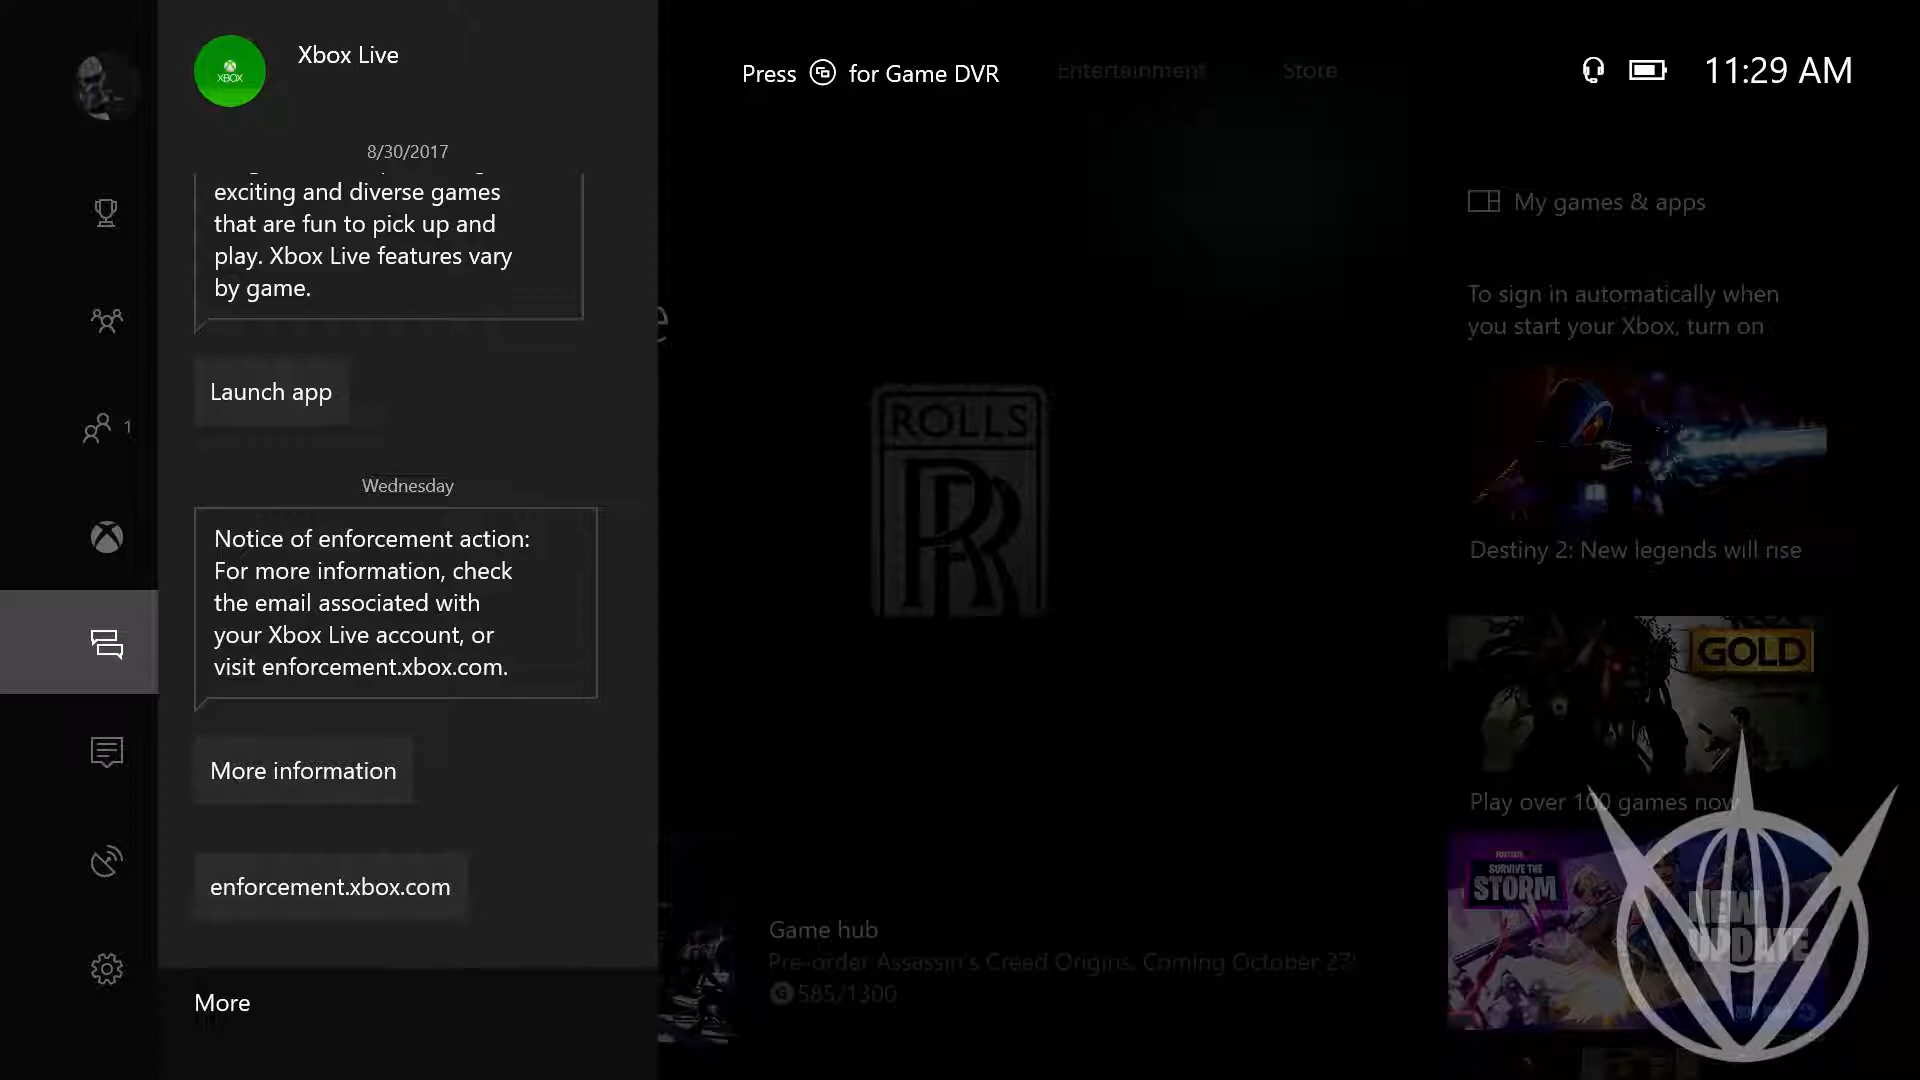 XBOX
Xbox Live
8/30/2017
exciting and diverse games
that are fun to pick up and
play. Xbox Live features vary
by game.
Launch app
Wednesday
Notice of enforcement action:
For more information, check
the email associated with
your Xbox Live account, or
visit enforcement.xbox.com.
More information
enforcement.xbox.com
More
1
Press for Game DVR
Entertainment
Store
11:29 AM
ROLLS
RR
My games & apps
To sign in automatically when
you start your Xbox, turn on
Destiny 2: New legends will rise
GOLD
Play over 100 games now
FORTNITE
SURVIVE THE
STORM
NEW
UPDATE
Game hub
Pre-order Assassin's Creed Origins. Coming October 27!
G 585/1300